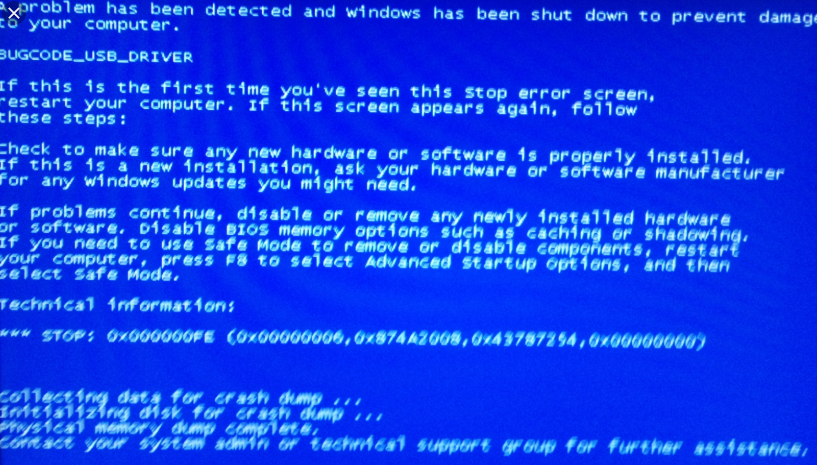 A problem has been detected and Windows has been shut down to prevent damage
to your computer.
BUGCODE_USB_DRIVER
If this is the first time you've seen this Stop error screen,
restart your computer. If this screen appears again, follow
these steps:
Check to make sure any new hardware or software is properly installed.
If this is a new installation, ask your hardware or software manufacturer
for any Windows updates you might need.
If problems continue, disable or remove any newly installed hardware
or software. Disable BIOS memory options such as caching or shadowing.
If you need to use Safe Mode to remove or disable components, restart
your computer, press F8 to select Advanced Startup Options, and then
select Safe Mode.
Technical information:
*** STOP: 0x000000FE (0x00000006,0x874A2008,0x43787254,0x00000000)
Collecting data for crash dump ...
Initializing disk for crash dump ...
Physical memory dump complete.
Contact your system admin or technical support group for further assistance.